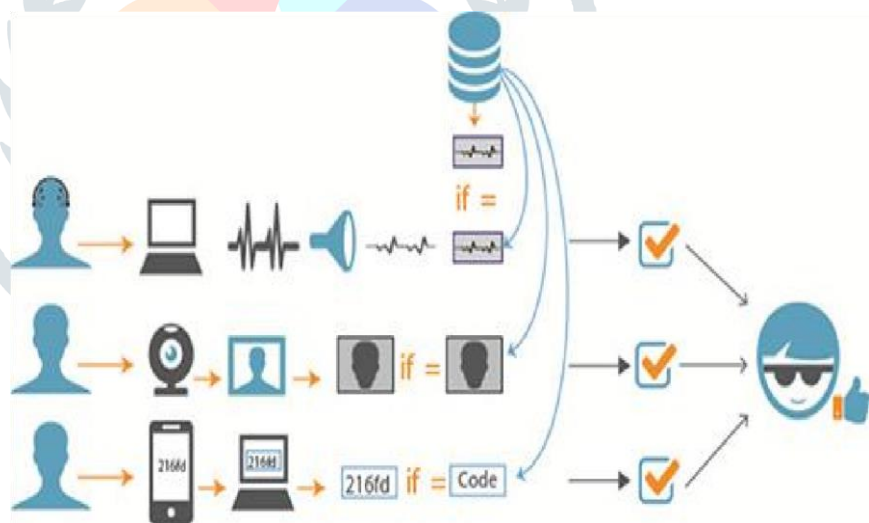 if =
if =
216fd
216fd
216fd if = Code